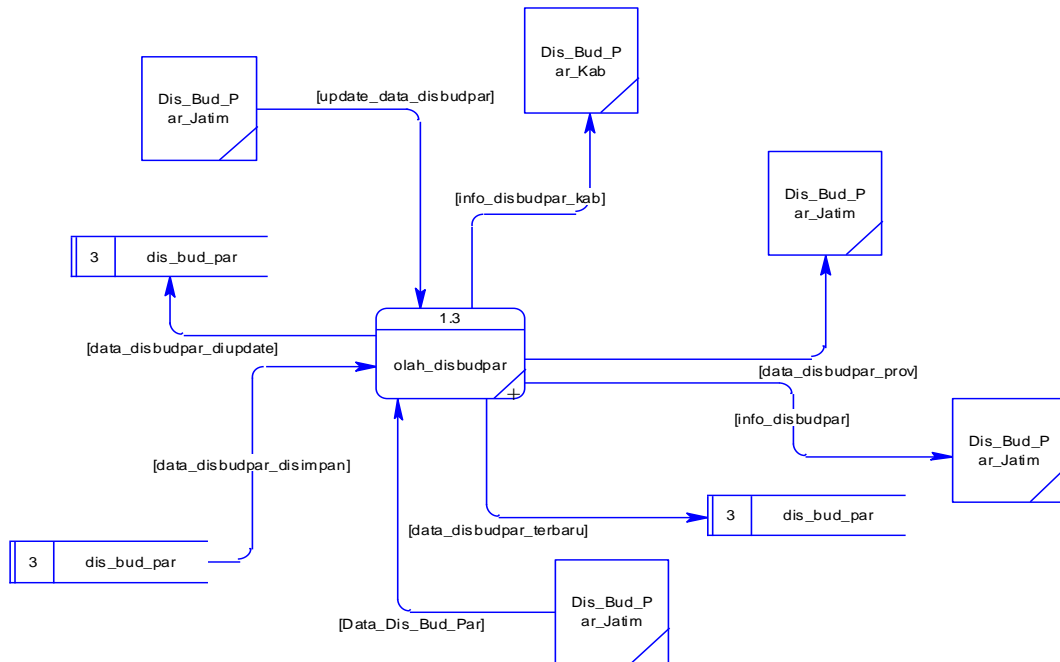 Dis_Bud_P
ar_Kab
Dis_Bud_P
ar_Jatim
[update_data_disbudpar]
Dis_Bud_P
ar_Jatim
[info_disbudpar_kab]
3 dis_bud_par
1.3
[data_disbudpar_diupdate]
olah_disbudpar
[data_disbudpar_prov]
[info_disbudpar]
Dis_Bud_P
ar_Jatim
[data_disbudpar_disimpan]
3 dis_bud_par
[data_disbudpar_terbaru]
3 dis_bud_par
Dis_Bud_P
ar_Jatim
[Data_Dis_Bud_Par]